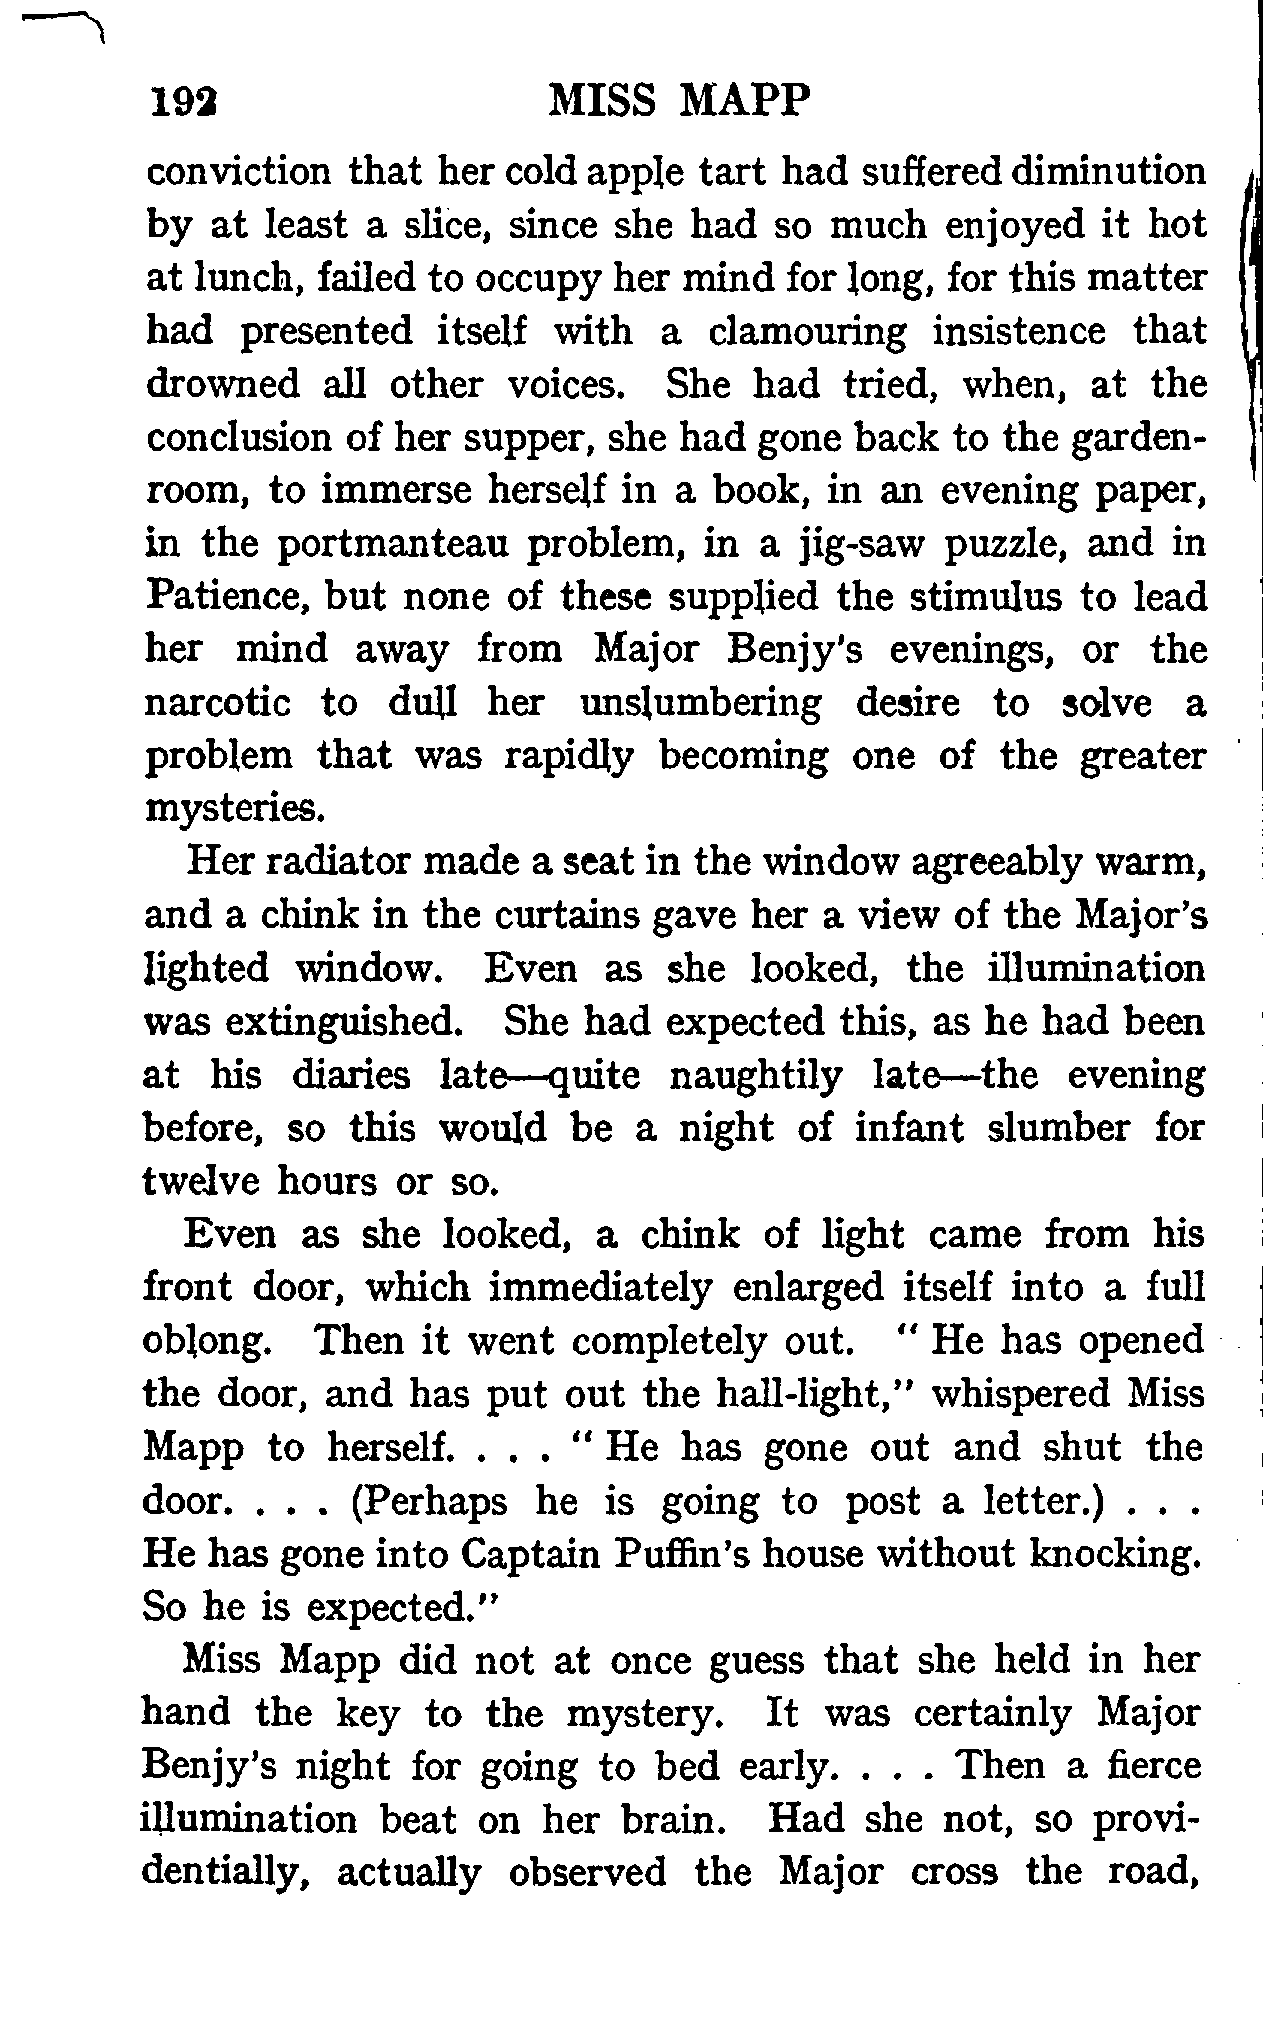 192 MISS MAPP
conviction that her cold apple tart had suffered diminution
by at least a slice, since she had so much enjoyed it hot
at lunch, failed to occupy her mind for long, for this matter
had presented itself with a clamouring insistence that
drowned all other voices. She had tried, when, at the
conclusion of her supper, she had gone back to the garden-
room, to immerse herself in a book, in an evening paper,
in the portmanteau problem, in a jig-saw puzzle, and in
Patience, but none of these supplied the stimulus to lead
her mind away from Major Benjy's evenings, or the
narcotic to dull her unslumbering desire to solve a
problem that was rapidly becoming one of the greater
mysteries.
Her radiator made a seat in the window agreeably warm,
and a chink in the curtains gave her a view of the Major's
lighted window. Even as she looked, the illumination
was extinguished. She had expected this, as he had been
at his diaries late—quite naughtily late—the evening
before, so this would be a night of infant slumber for
twelve hours or so.
Even as she looked, a chink of light came from his
front door, which immediately enlarged itself into a full
oblong. Then it went completely out. "He has opened
the door, and has put out the hall-light," whispered Miss
Mapp to herself. . . . "He has gone out and shut the
door. . . . (Perhaps he is going to post a letter.) . . .
He has gone into Captain Puffin's house without knocking.
So he is expected."
Miss Mapp did not at once guess that she held in her
hand the key to the mystery. It was certainly Major
Benjy's night for going to bed early. . . . Then a fierce
illumination beat on her brain. Had she not, so provi-
dentially, actually observed the Major cross the road,